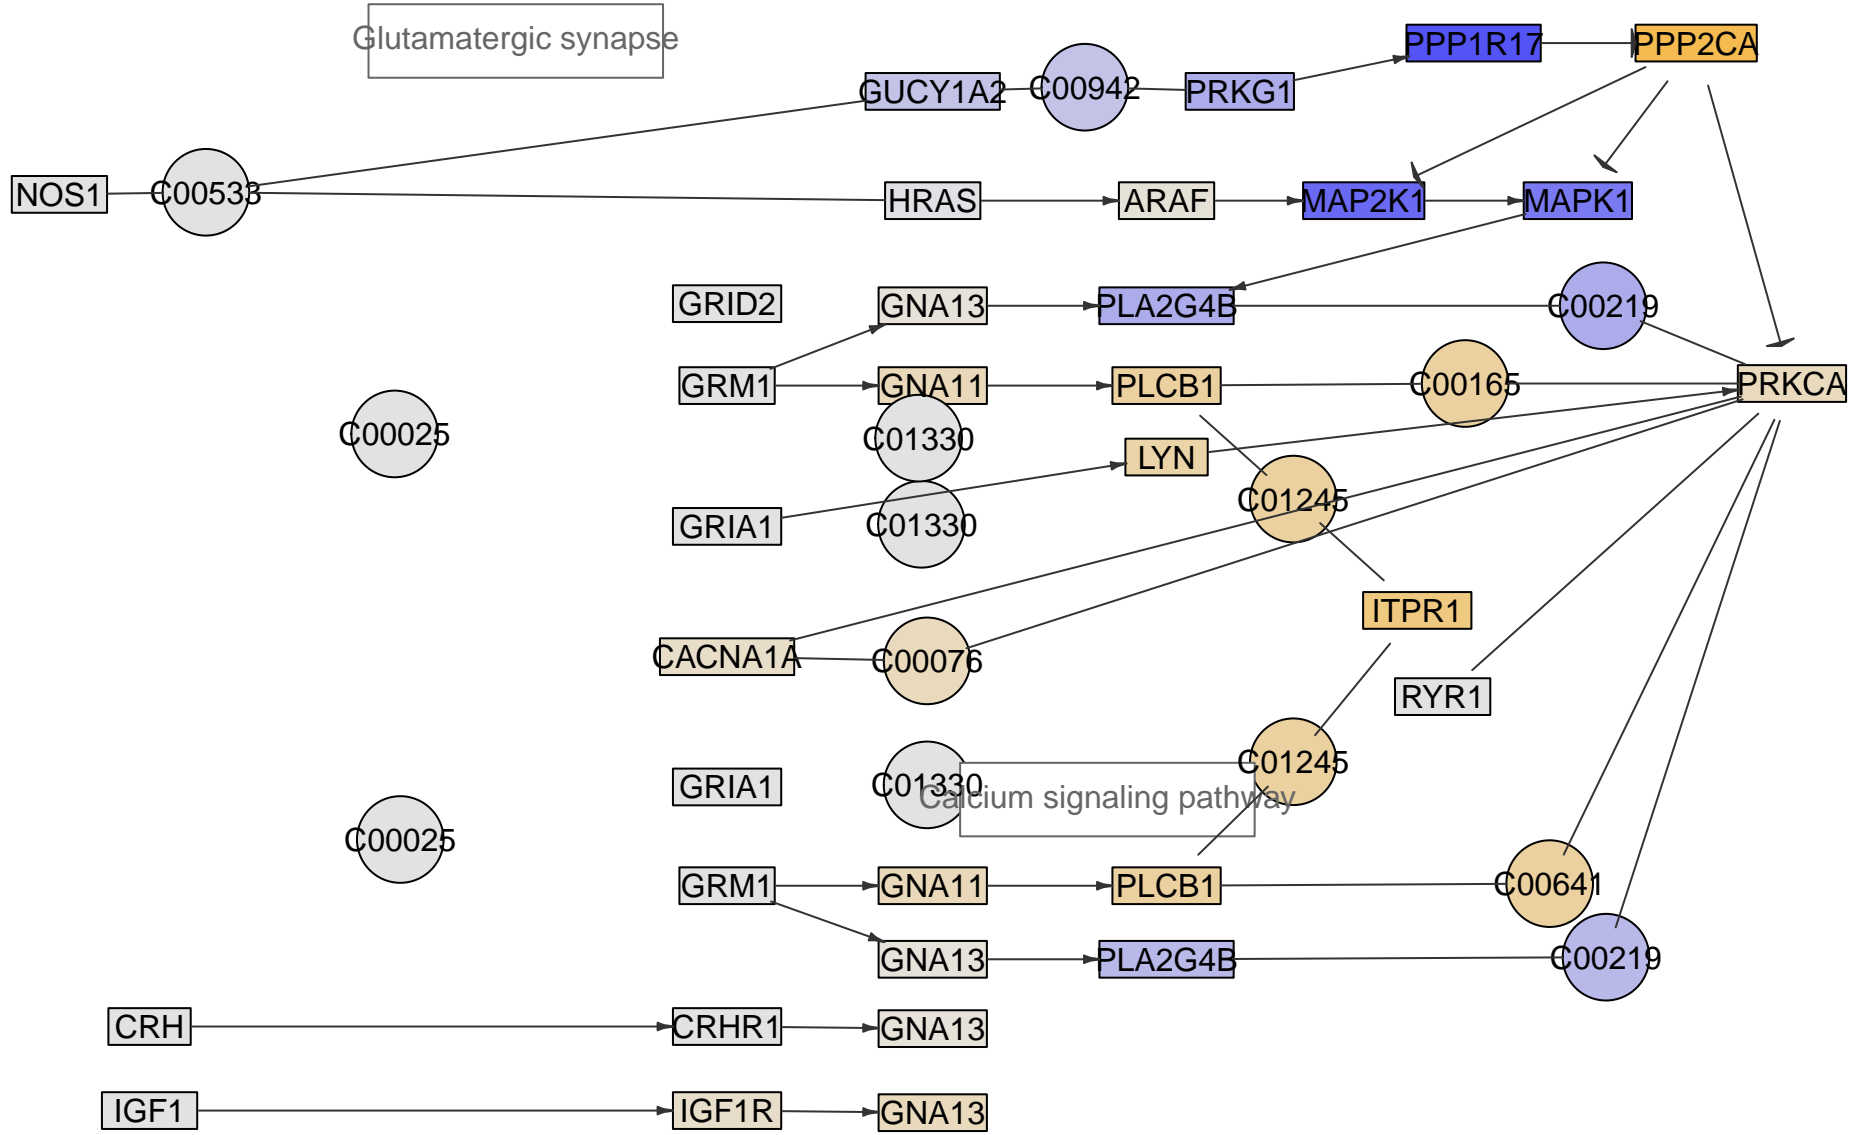 Glutamatergic synapse
PPP1R17
PPP2CA
GUCY1A2
C00942
PRKG1
NOS1
C00533
HRAS
ARAF
MAP2K1
MAPK1
GRID2
GNA13
PLA2G4B
C00219
GRM1
GNA11
PLCB1
C00165
PRKCA
C00025
C01330
LYN
GRIA1
C01330
C01245
ITPR1
CACNA1A
C00076
RYR1
GRIA1
C01330
Calcium signaling pathway
C01245
C00025
GRM1
GNA11
PLCB1
C00641
GNA13
PLA2G4B
C00219
CRH
CRHR1
GNA13
IGF1
IGF1R
GNA13